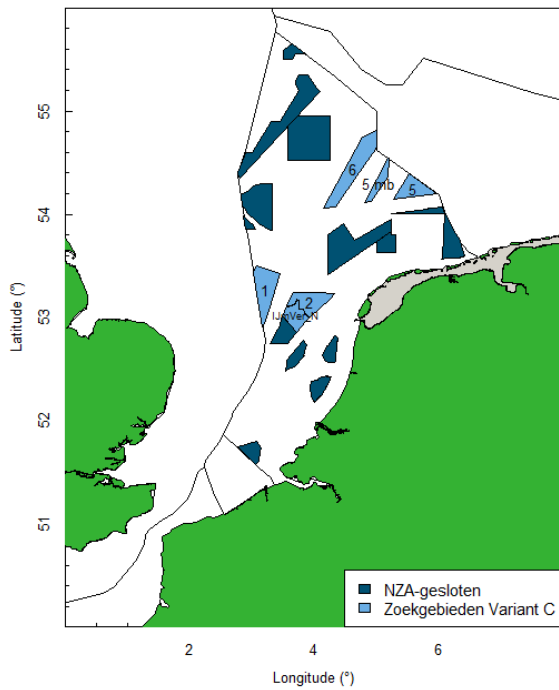 55
54
53
52
51
Latitude (°)
6
5 mb
5
1
2
IJmVer_N
NZA-gesloten
Zoekgebieden Variant C
2
4
6
Longitude (°)